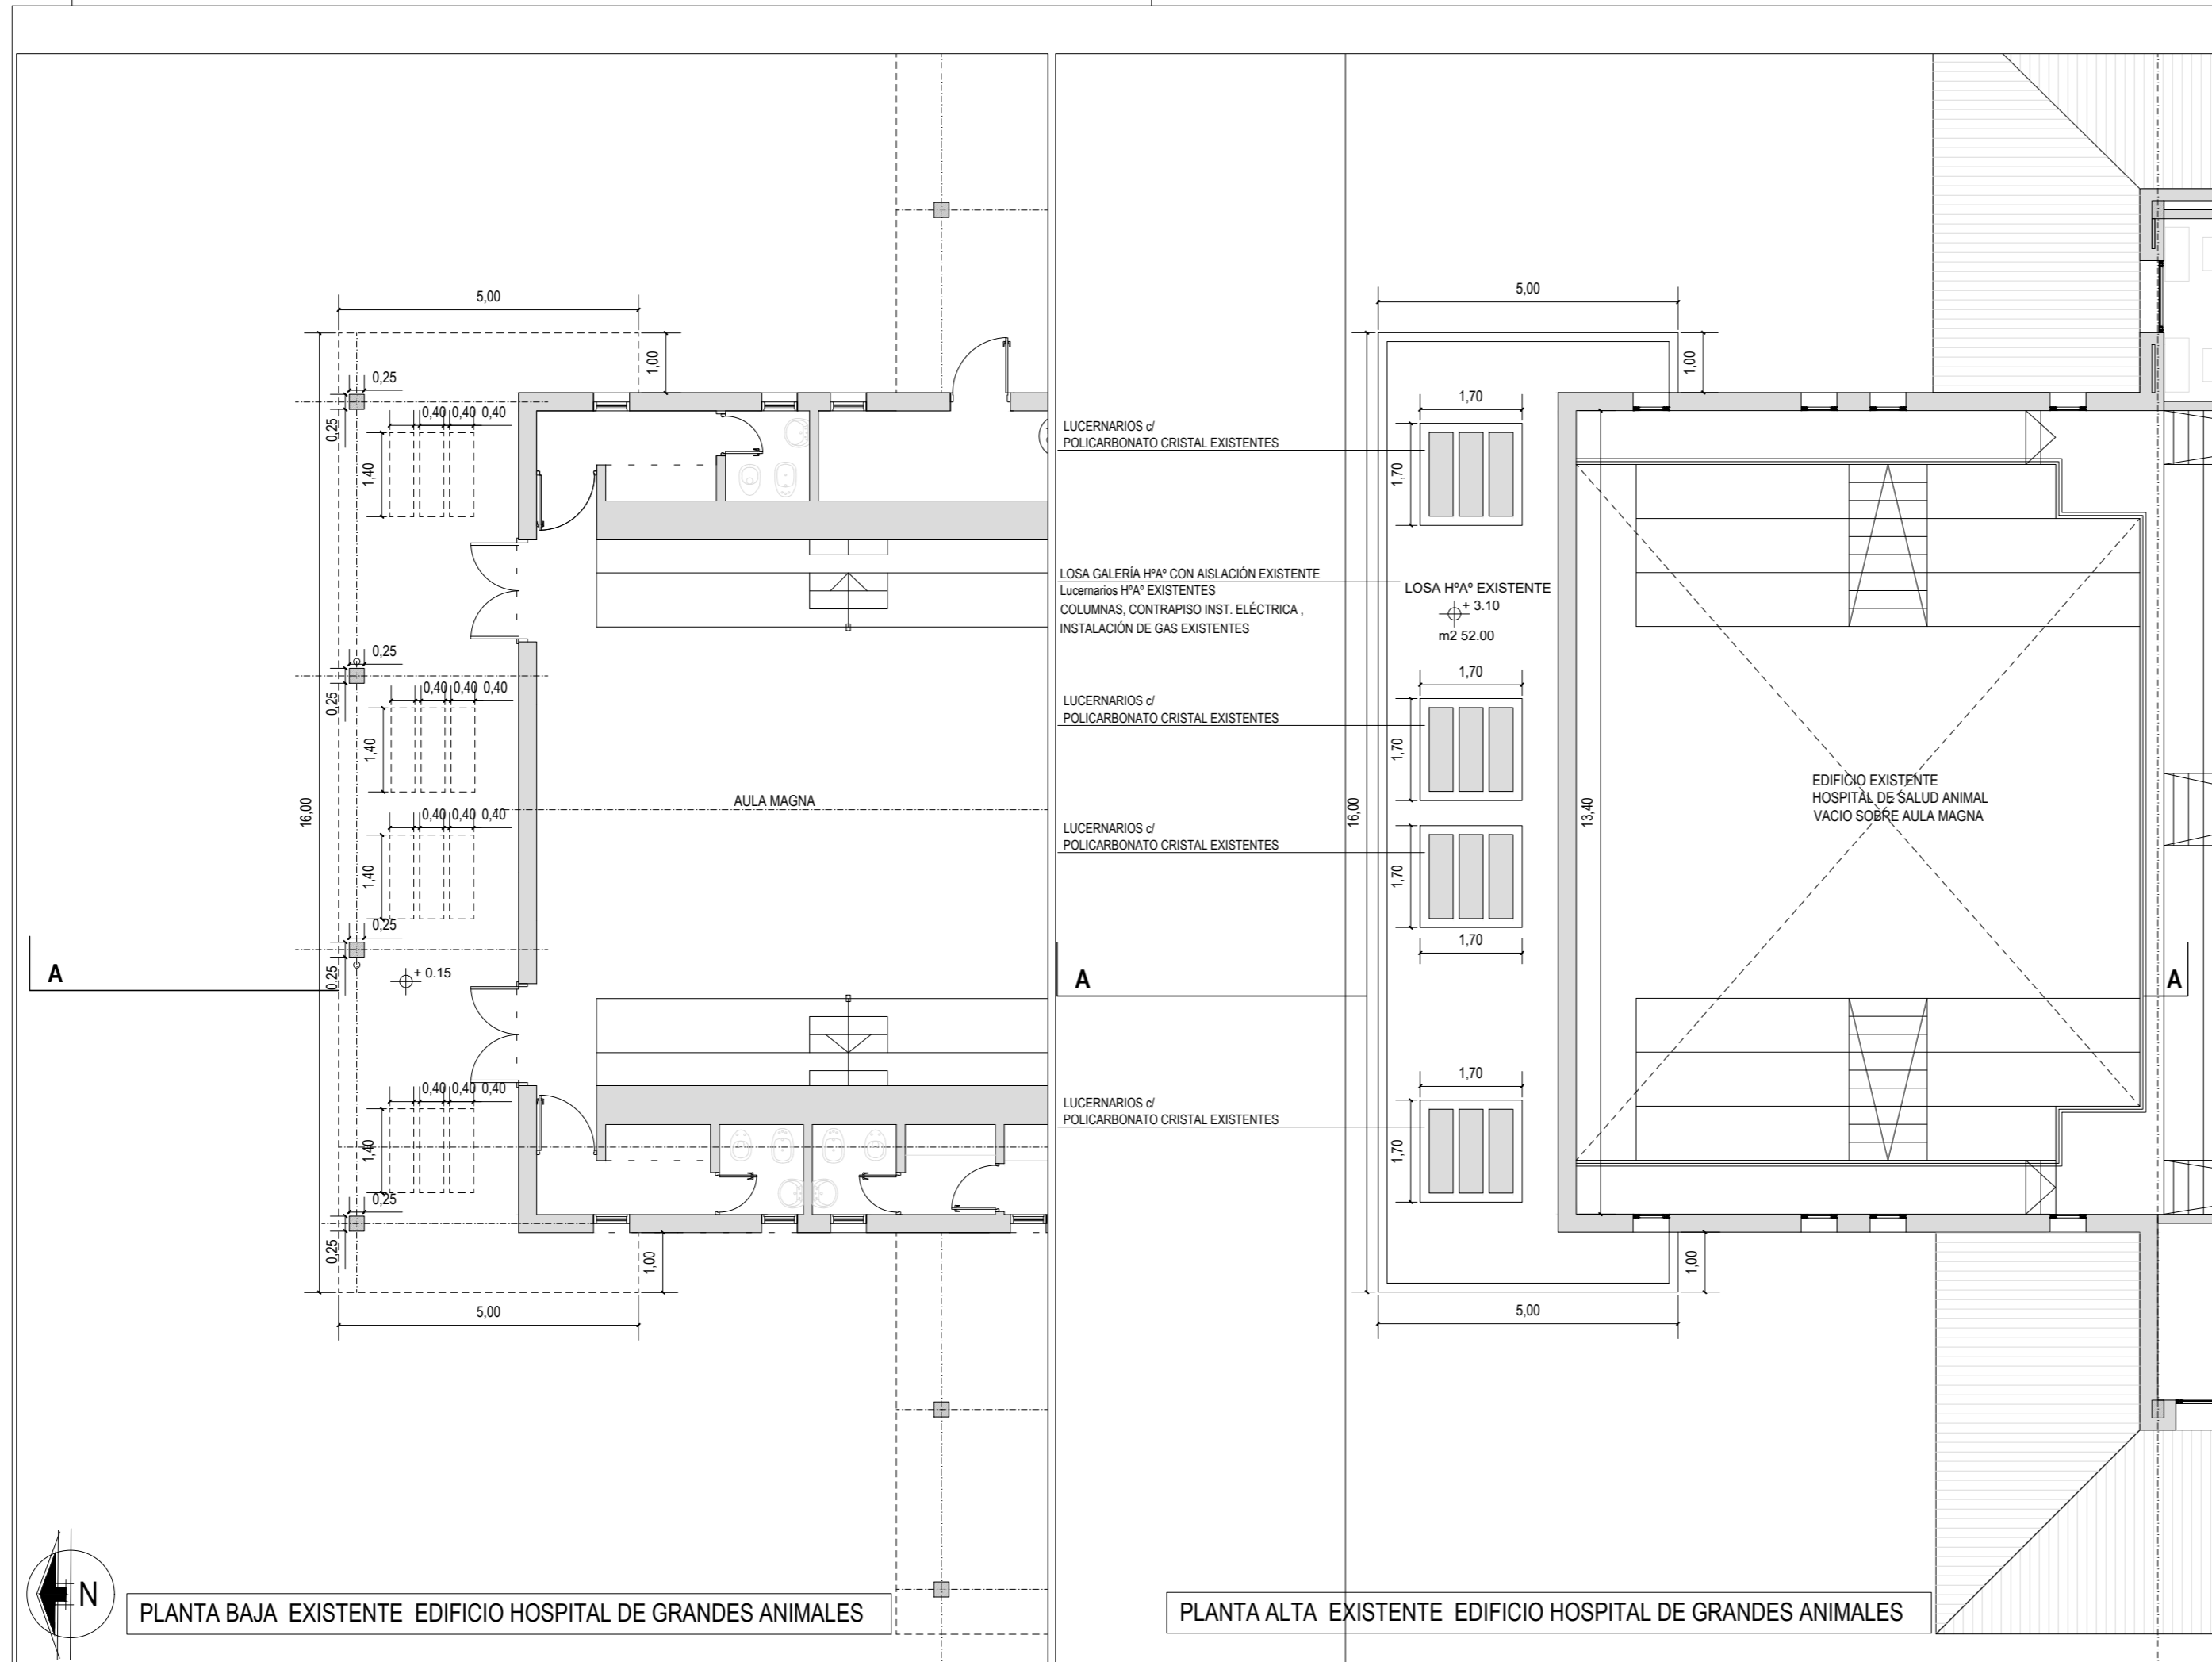 5,00
1,00
0,25
0,25
0,40 0,40 0,40
1,40
0,25
0,25
0,40 0,40 0,40
1,40
AULA MAGNA
16,00
0,40 0,40 0,40
1,40
0,25
0,25
A
+ 0.15
0,40 0,40 0,40
1,40
0,25
0,25
1,00
5,00
N
PLANTA BAJA EXISTENTE EDIFICIO HOSPITAL DE GRANDES ANIMALES
5,00
1,00
1,70
LUCERNARIOS c/
POLICARBONATO CRISTAL EXISTENTES
1,70
LOSA GALERÍA HºAº CON AISLACIÓN EXISTENTE
Lucernarios HºAº EXISTENTES
COLUMNAS, CONTRAPISO INST. ELÉCTRICA ,
INSTALACIÓN DE GAS EXISTENTES
LOSA HºAº EXISTENTE
+ 3.10
m2 52.00
1,70
LUCERNARIOS c/
POLICARBONATO CRISTAL EXISTENTES
1,70
EDIFICIO EXISTENTE
HOSPITAL DE SALUD ANIMAL
VACIO SOBRE AULA MAGNA
16,00
13,40
LUCERNARIOS c/
POLICARBONATO CRISTAL EXISTENTES
1,70
1,70
A
A
1,70
LUCERNARIOS c/
POLICARBONATO CRISTAL EXISTENTES
1,70
1,00
5,00
PLANTA ALTA EXISTENTE EDIFICIO HOSPITAL DE GRANDES ANIMALES